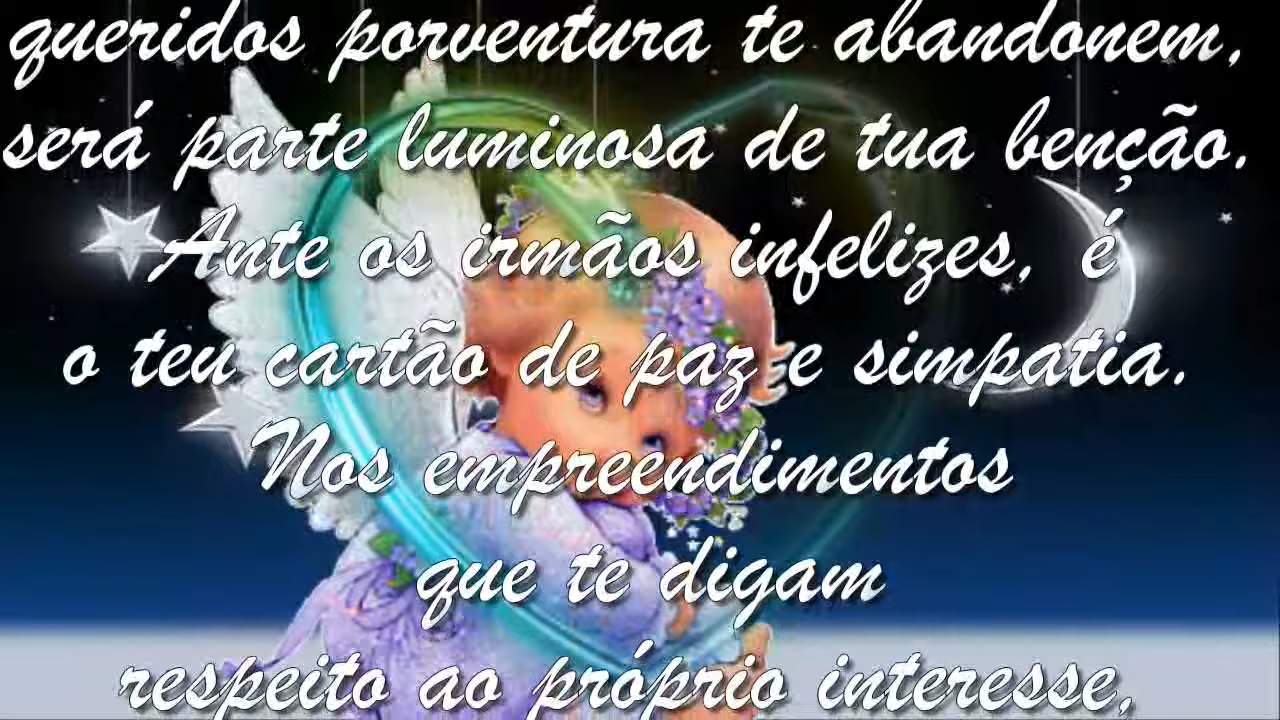 queridos porventura te abandonem,
será parte luminosa de tua benção.
Ante os irmãos infelizes, é
o teu cartão de paz e simpatia.
Nos empreendimentos
que te digam
respeito ao próprio interesse,